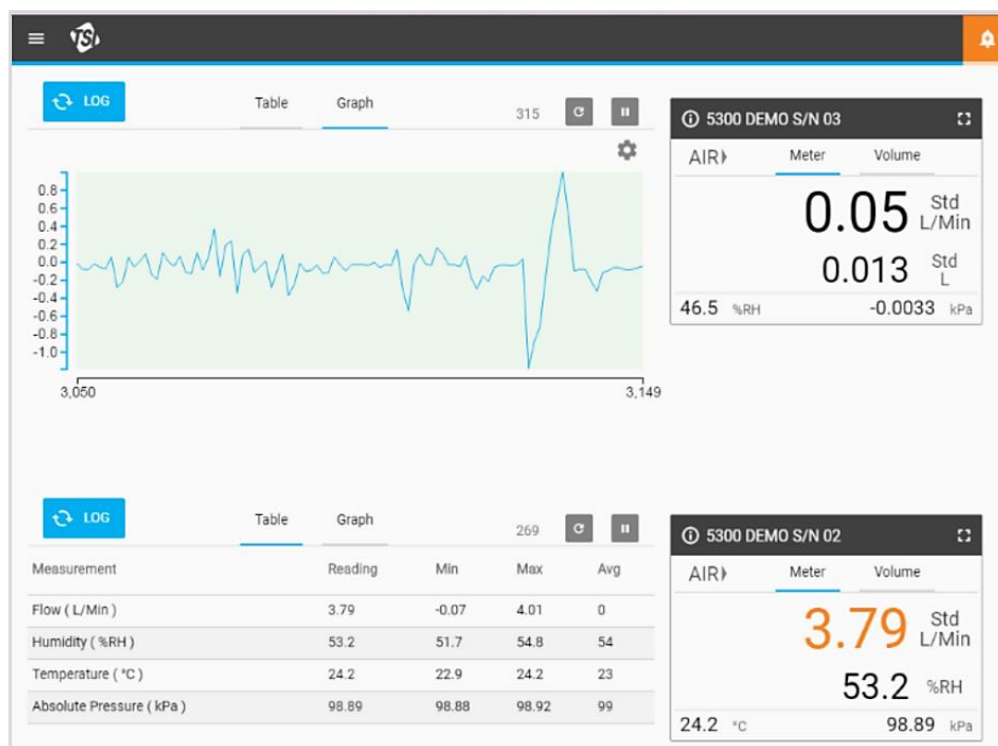 TSI
LOG Table Graph 315
0.8
0.6
0.4
0.2
0.0
-0.2
-0.4
-0.6
-0.8
-1.0
3,050 3,149
5300 DEMO S/N 03
AIR Meter Volume
0.05 Std L/Min
0.013 Std L
46.5 %RH -0.0033 kPa
LOG Table Graph 269
Measurement Reading Min Max Avg
Flow ( L/Min ) 3.79 -0.07 4.01 0
Humidity ( %RH ) 53.2 51.7 54.8 54
Temperature ( °C ) 24.2 22.9 24.2 23
Absolute Pressure ( kPa ) 98.89 98.88 98.92 99
5300 DEMO S/N 02
AIR Meter Volume
3.79 Std L/Min
53.2 %RH
24.2 °C 98.89 kPa